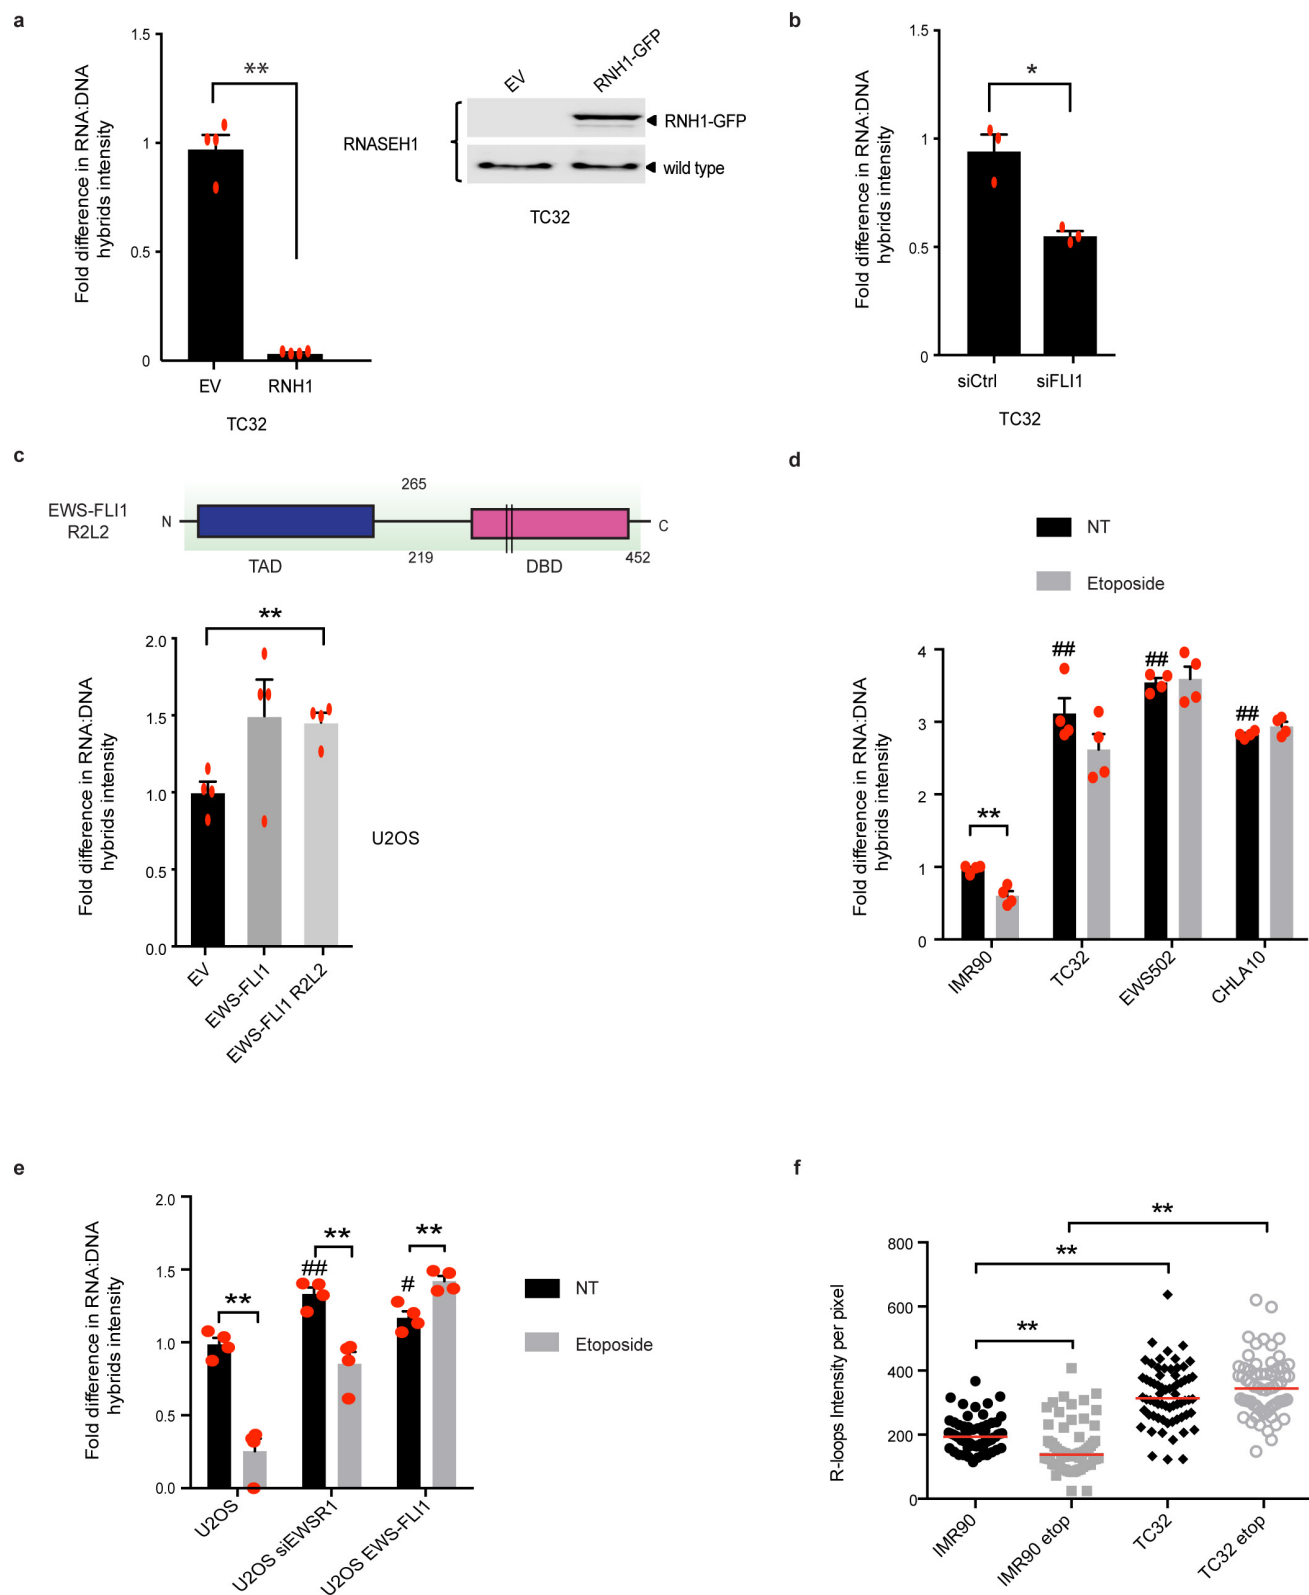 a
Fold difference in RNA:DNA
hybrids intensity
1.5
1
0.5
0
**
EV
RNH1
TC32
EV
RNH1-GFP
RNASEH1
RNH1-GFP
wild type
TC32
b
Fold difference in RNA:DNA
hybrids intensity
1.5
1
0.5
0
*
siCtrl
siFLI1
TC32
c
EWS-FLI1
R2L2
N
265
C
TAD
219
DBD
452
Fold difference in RNA:DNA
hybrids intensity
2.0
1.5
1.0
0.5
0.0
**
EV
EWS-FLI1
EWS-FLI1 R2L2
U2OS
d
NT
Etoposide
Fold difference in RNA:DNA
hybrids intensity
4
3
2
1
0
**
##
##
##
IMR90
TC32
EWS502
CHLA10
e
Fold difference in RNA:DNA
hybrids intensity
2.0
1.5
1.0
0.5
0.0
**
##
**
#
**
U2OS
U2OS siEWSR1
U2OS EWS-FLI1
NT
Etoposide
f
R-loops Intensity per pixel
800
600
400
200
0
**
**
**
IMR90
IMR90 etop
TC32
TC32 etop